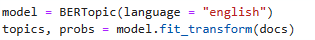 model = BERTopic(language = "english")
topics, probs = model.fit_transform(docs)